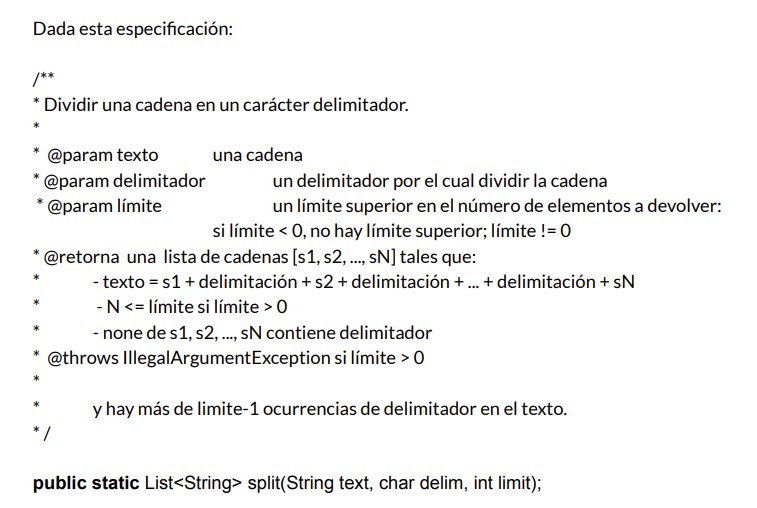 Dada esta especificación:
/**
* Dividir una cadena en un carácter delimitador.
*
* @param texto una cadena
* @param delimitador un delimitador por el cual dividir la cadena
* @param límite un límite superior en el número de elementos a devolver:
si límite < 0, no hay límite superior; límite != 0
* @retorna una lista de cadenas [s1, s2, ..., sN] tales que:
* - texto = s1 + delimitación + s2 + delimitación + ... + delimitación + sN
* - N <= límite si límite > 0
* - none de s1, s2, ..., sN contiene delimitador
* @throws IllegalArgumentException si límite > 0
*
* y hay más de limite-1 ocurrencias de delimitador en el texto.
* /
public static List<String> split(String text, char delim, int limit);